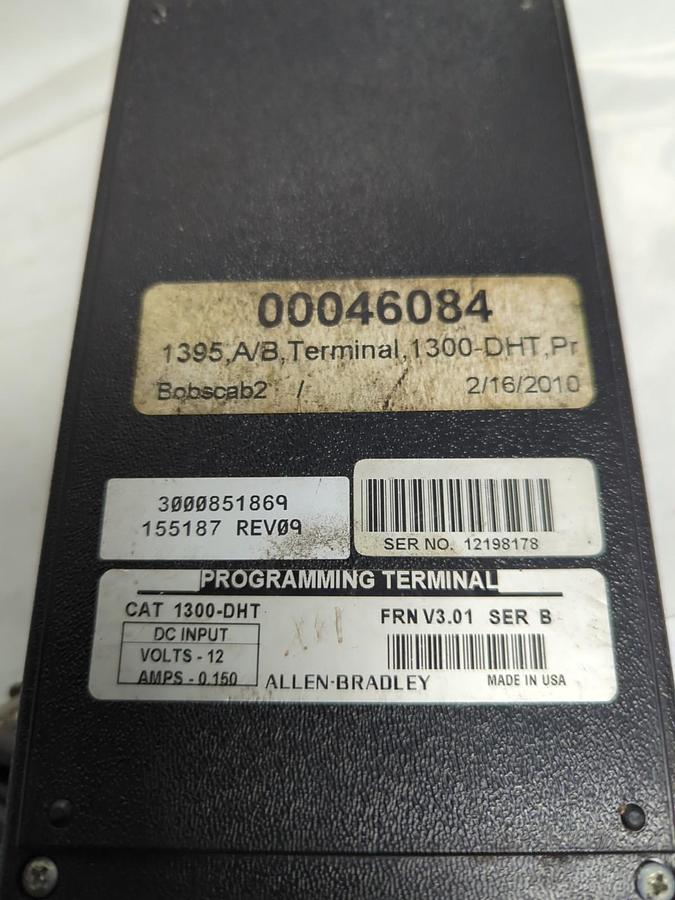 00046084
1395,A/B,Terminal,1300-DHT,Pr
Bobscab2 / 2/16/2010
3000851869
155187 REV09
SER NO. 12198178
PROGRAMMING TERMINAL
CAT 1300-DHT FRN V3.01 SER B
DC INPUT
VOLTS - 12
AMPS - 0.150
ALLEN-BRADLEY MADE IN USA